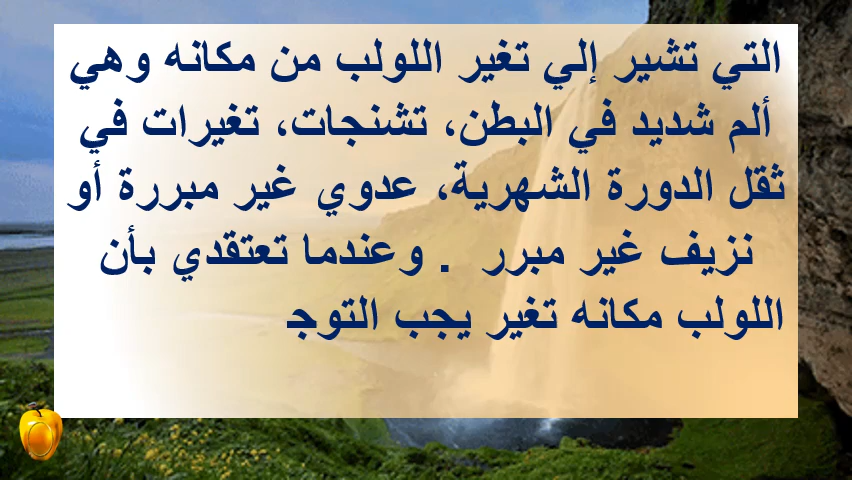 التي تشير إلي تغير اللولب من مكانه وهي
ألم شديد في البطن، تشنجات، تغيرات في
ثقل الدورة الشهرية، عدوي غير مبررة أو
نزيف غير مبرر . وعندما تعتقدي بأن
اللولب مكانه تغير يجب التوجـ